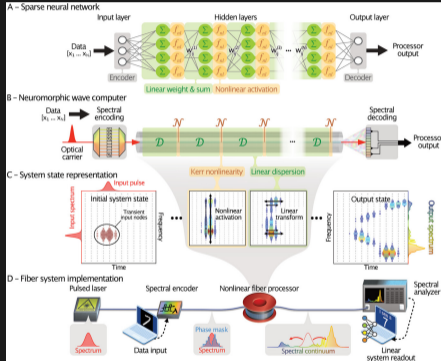 A – Sparse neural network
Input layer
Hidden layers
Output layer
Data
[x₁ ... xₙ]
Processor
output
Encoder
Decoder
Linear weight & sum
Nonlinear activation
B – Neuromorphic wave computer
Data
[x₁ ... xₙ]
Spectral
encoding
Spectral
decoding
N
N
N
N
D
D
D
D
Optical
carrier
Processor
output
Kerr nonlinearity
Linear dispersion
C – System state representation
Input pulse
Input spectrum
Initial system state
Transient
input nodes
Time
Frequency
Nonlinear
activation
Linear
transform
Frequency
Output state
Time
Output spectrum
D – Fiber system implementation
Pulsed laser
Spectral encoder
Nonlinear fiber processor
Spectral
analyzer
Spectrum
Data input
Phase mask
Spectrum
Spectral continuum
Linear
system readout